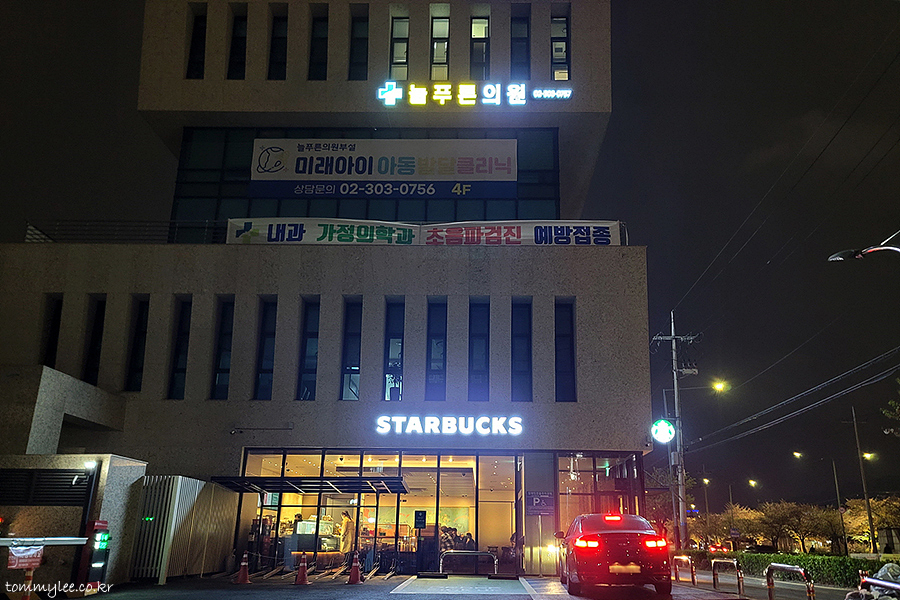 늘푸른의원
늘푸른의원부설
미래아이 아동발달클리닉
상담문의 02-303-0756 4F
내과 가정의학과 초음파검진 예방접종
STARBUCKS
P
tommylee.co.kr